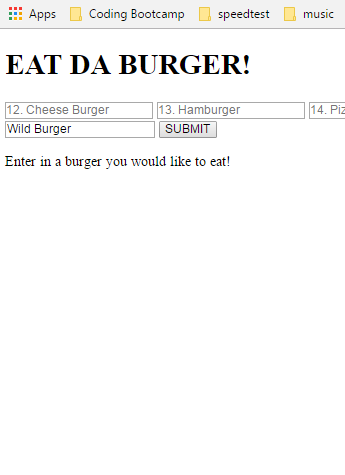 Apps Coding Bootcamp speedtest music
EAT DA BURGER!
12. Cheese Burger 13. Hamburger 14. Piz
Wild Burger SUBMIT
Enter in a burger you would like to eat!